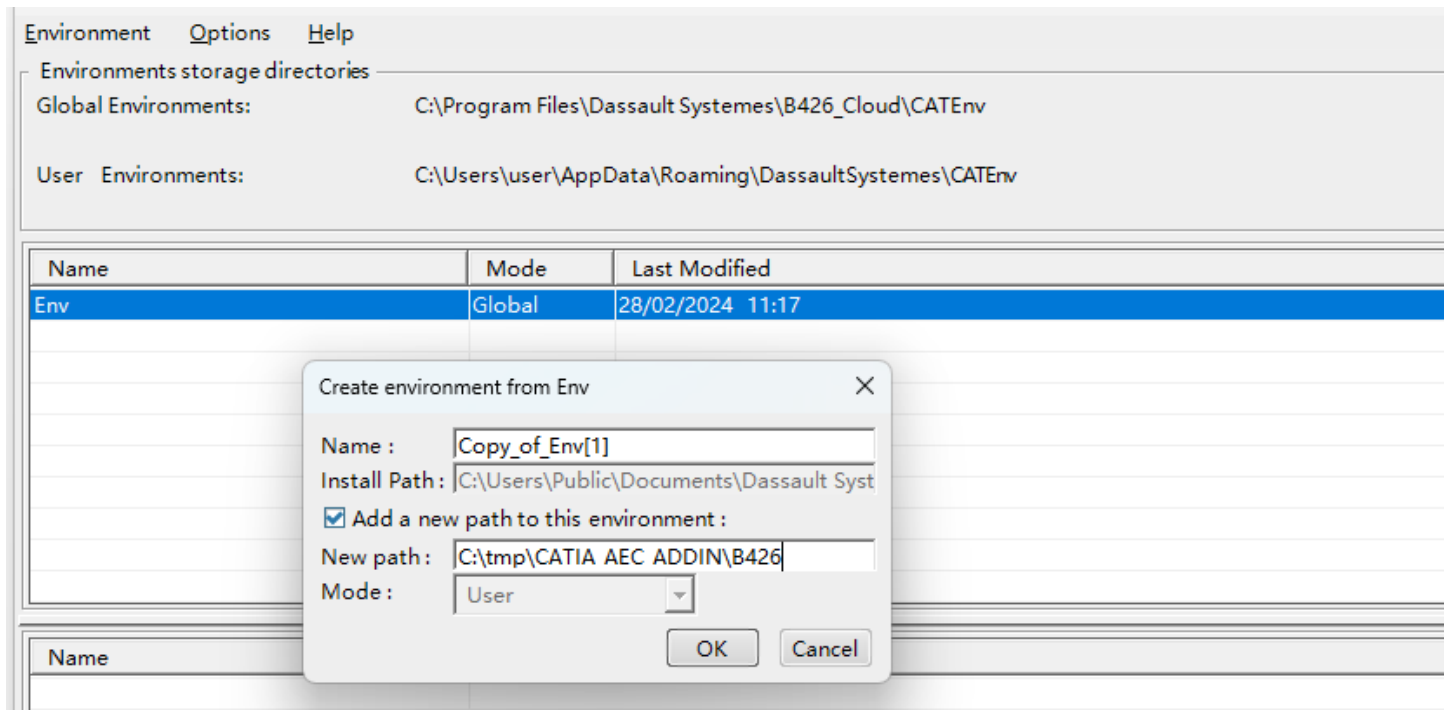 Environment Options Help
Environments storage directories
Global Environments: C:\Program Files\Dassault Systemes\B426_Cloud\CATEnv
User Environments: C:\Users\user\AppData\Roaming\DassaultSystemes\CATEnv
Name Mode Last Modified
Env Global 28/02/2024 11:17
Create environment from Env
Name : Copy_of_Env[1]
Install Path : C:\Users\Public\Documents\Dassault Syst
Add a new path to this environment :
New path : C:\tmp\CATIA AEC ADDIN\B426
Mode : User
OK Cancel
Name